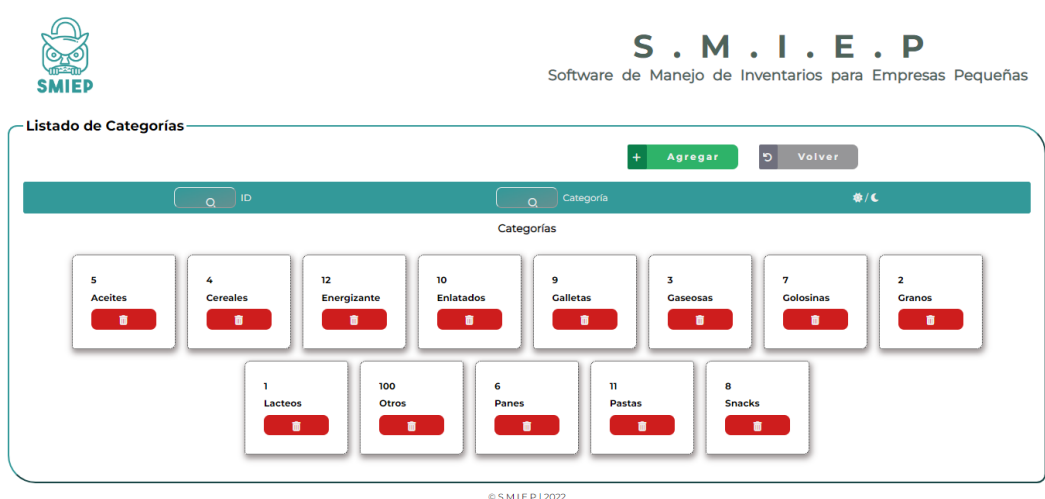 SMIEP
S . M . I . E . P
Software de Manejo de Inventarios para Empresas Pequeñas
Listado de Categorías
+ Agregar
Volver
ID
Categoría
/
Categorías
5
Aceites
4
Cereales
12
Energizante
10
Enlatados
9
Galletas
3
Gaseosas
7
Golosinas
2
Granos
1
Lacteos
100
Otros
6
Panes
11
Pastas
8
Snacks
© S.M.I.E.P | 2022